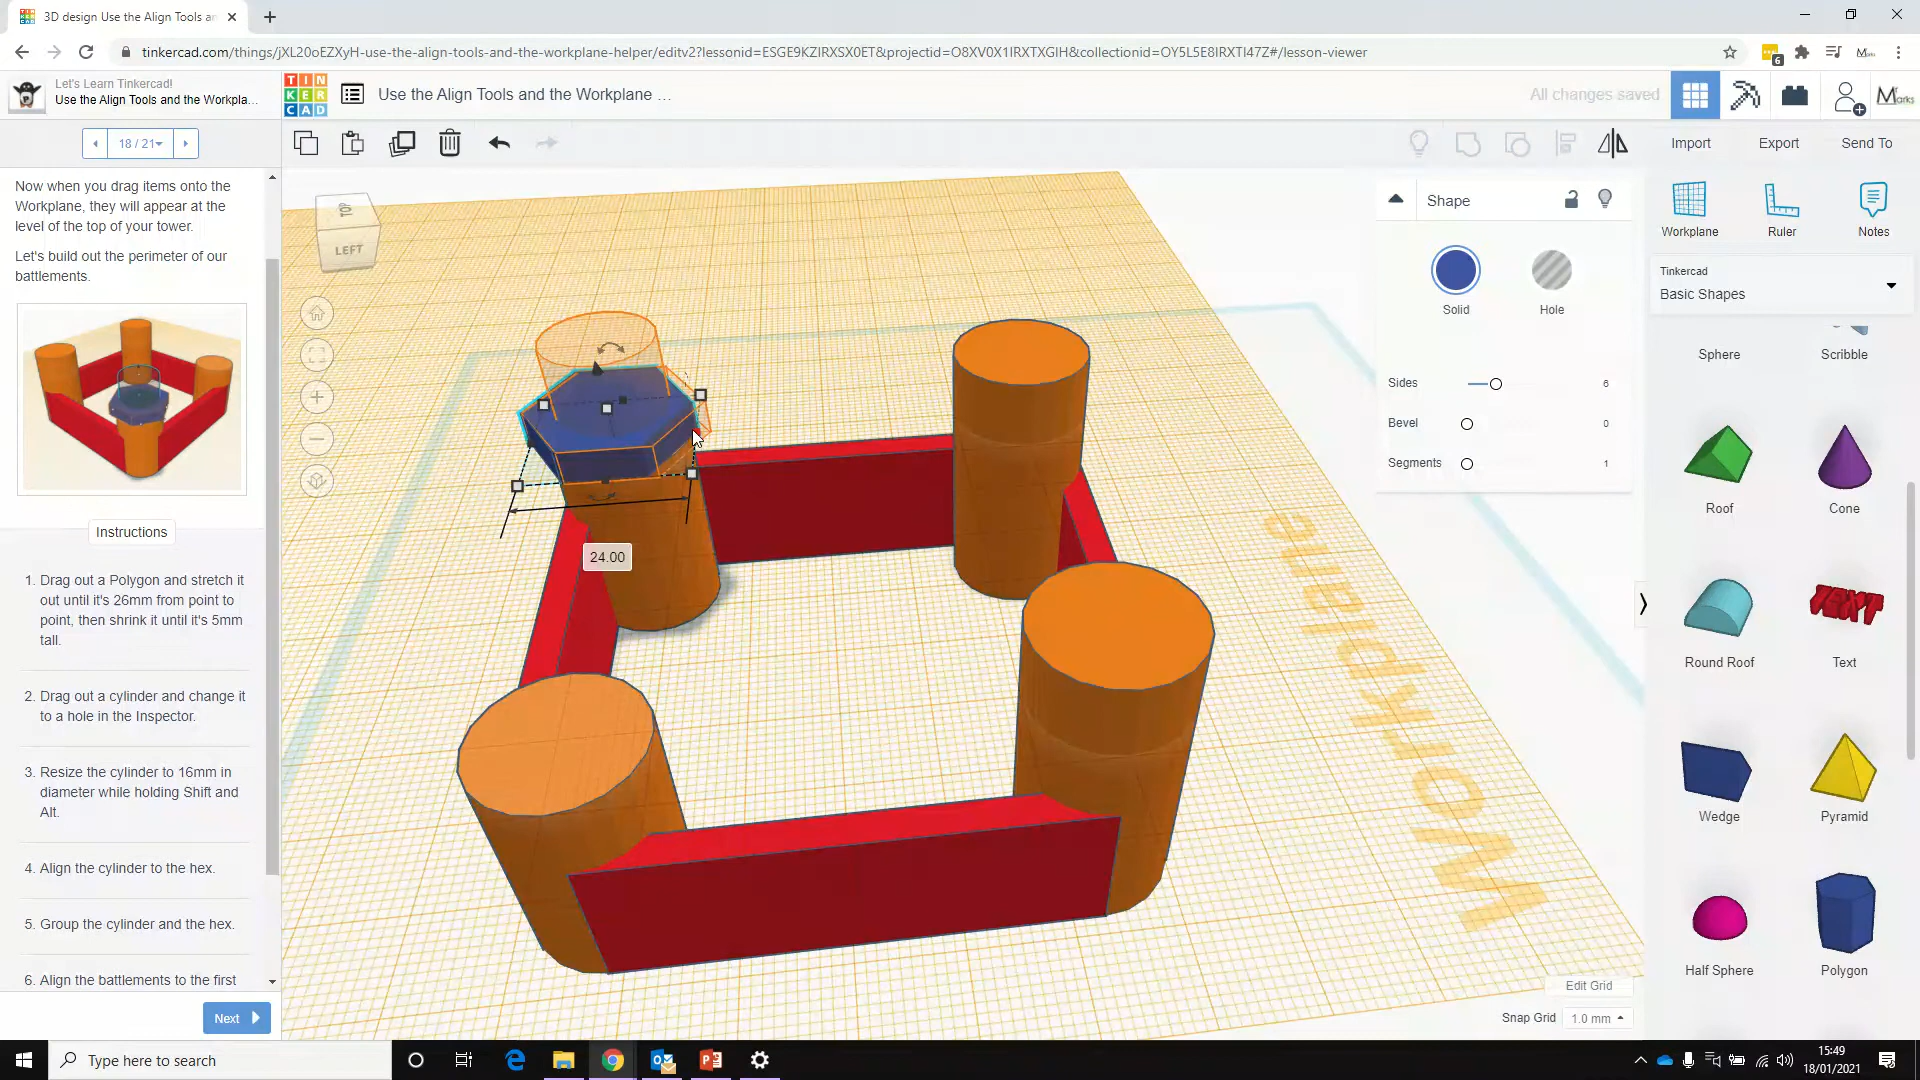 3D design Use the Align Tools an
tinkercad.com/things/jXL20oEZXyH-use-the-align-tools-and-the-workplane-helper/editv2?lessonid=ESGE9KZIRXSX0ET&projectid=O8XV0X1IRXTXGIH&collectionid=OY5L5E8IRXTI47Z#/lesson-viewer
6
Let's Learn Tinkercad!
Use the Align Tools and the Workpla...
TIN
KER
CAD
Use the Align Tools and the Workplane ...
All changes saved
Marks
18 / 21
Import
Export
Send To
Now when you drag items onto the
Workplane, they will appear at the
level of the top of your tower.
Let's build out the perimeter of our
battlements.
TOP
LEFT
Shape
Solid
Hole
Sides
6
Bevel
0
Segments
1
Workplane
Ruler
Notes
Tinkercad
Basic Shapes
Sphere
Scribble
Roof
Cone
TEXT
Round Roof
Text
Wedge
Pyramid
Half Sphere
Polygon
24.00
Workplane
Instructions
1. Drag out a Polygon and stretch it
out until it's 26mm from point to
point, then shrink it until it's 5mm
tall.
2. Drag out a cylinder and change it
to a hole in the Inspector.
3. Resize the cylinder to 16mm in
diameter while holding Shift and
Alt.
4. Align the cylinder to the hex.
5. Group the cylinder and the hex.
6. Align the battlements to the first
Next
Edit Grid
Snap Grid
1.0 mm
Type here to search
15:49
18/01/2021